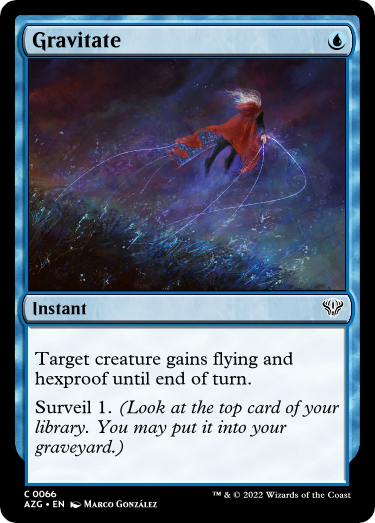 Gravitate
Instant
Target creature gains flying and
hexproof until end of turn.
Surveil 1. (Look at the top card of your
library. You may put it into your
graveyard.)
C 0066
AZG • EN Marco González
™ & © 2022 Wizards of the Coast